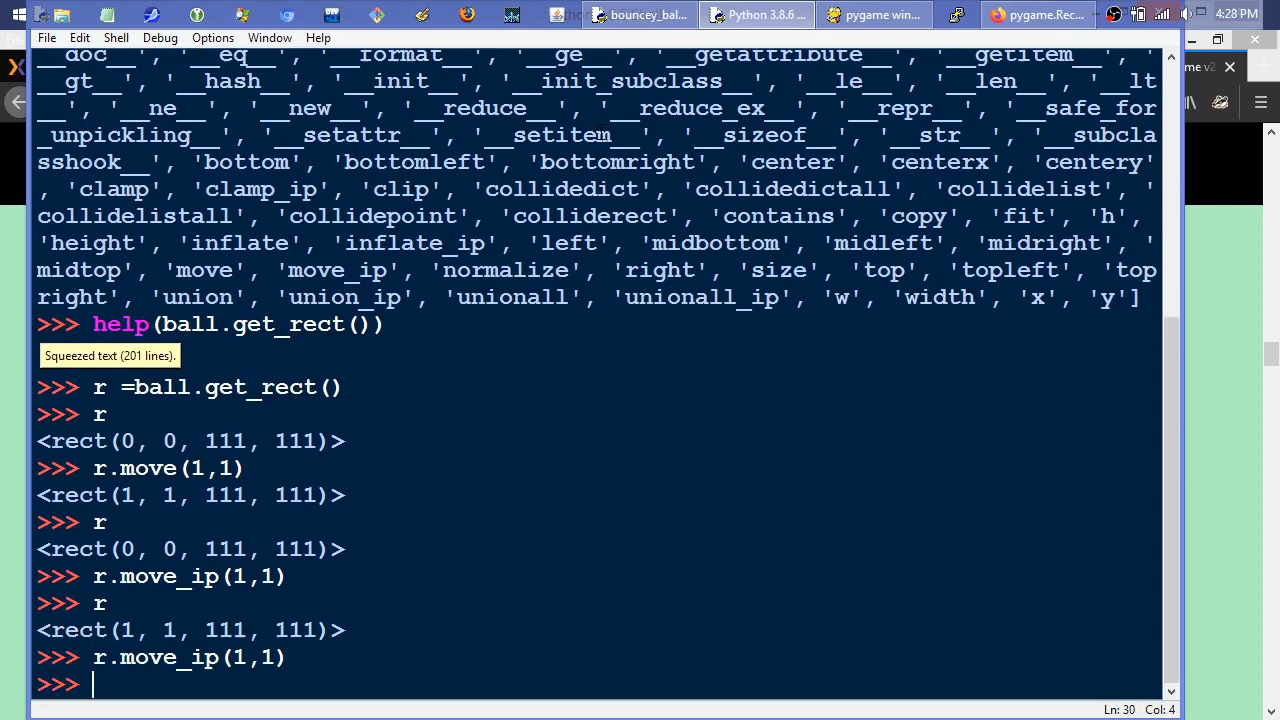 bouncey_bal...
Python 3.8.6 ...
pygame win...
pygame.Rec...
4:28 PM
File Edit Shell Debug Options Window Help
me v2
__doc__', '__eq__', '__format__', '__ge__', '__getattribute__', '__getitem__', '
__gt__', '__hash__', '__init__', '__init_subclass__', '__le__', '__len__', '__lt
__', '__ne__', '__new__', '__reduce__', '__reduce_ex__', '__repr__', '__safe_for
_unpickling__', '__setattr__', '__setitem__', '__sizeof__', '__str__', '__subcla
sshook__', 'bottom', 'bottomleft', 'bottomright', 'center', 'centerx', 'centery'
, 'clamp', 'clamp_ip', 'clip', 'collidedict', 'collidedictall', 'collidelist', '
collidelistall', 'collidepoint', 'colliderect', 'contains', 'copy', 'fit', 'h',
'height', 'inflate', 'inflate_ip', 'left', 'midbottom', 'midleft', 'midright', '
midtop', 'move', 'move_ip', 'normalize', 'right', 'size', 'top', 'topleft', 'top
right', 'union', 'union_ip', 'unionall', 'unionall_ip', 'w', 'width', 'x', 'y']
>>> help(ball.get_rect())
Squeezed text (201 lines).
>>> r =ball.get_rect()
>>> r
<rect(0, 0, 111, 111)>
>>> r.move(1,1)
<rect(1, 1, 111, 111)>
>>> r
<rect(0, 0, 111, 111)>
>>> r.move_ip(1,1)
>>> r
<rect(1, 1, 111, 111)>
>>> r.move_ip(1,1)
>>>
Ln: 30 Col: 4